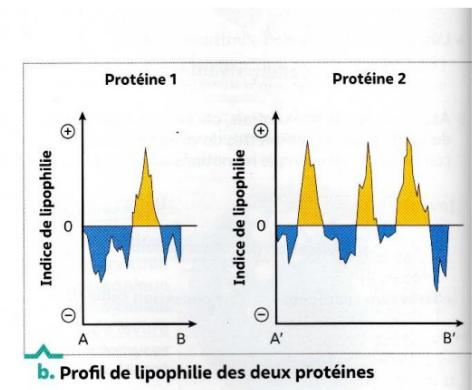 Protéine 1
Protéine 2
Indice de lipophilie
+
0
−
A
B
Indice de lipophilie
+
0
−
A'
B'
b. Profil de lipophilie des deux protéines